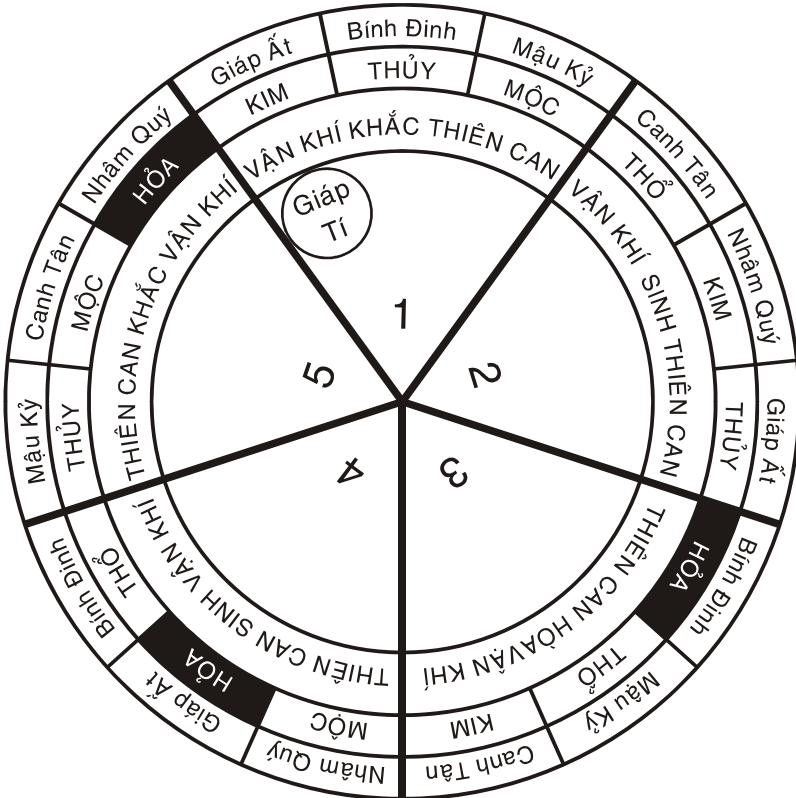 Giáp Ất
Bính Đinh
Mậu Kỷ
KIM
THỦY
MỘC
VẬN KHÍ KHẮC THIÊN CAN
Giáp
Tí
1
Canh Tân
Nhâm Quý
Giáp Ất
THỔ
KIM
THỦY
VẬN KHÍ SINH THIÊN CAN
2
Bính Đinh
Mậu Kỷ
Canh Tân
HỎA
THỔ
KIM
THIÊN CAN HÒAVẬN KHÍ
3
Nhâm Quý
Giáp Ất
Bính Đinh
MỘC
HỎA
THỔ
THIÊN CAN SINH VẬN KHÍ
4
Mậu Kỷ
Canh Tân
Nhâm Quý
THỦY
MỘC
HỎA
THIÊN CAN KHẮC VẬN KHÍ
5